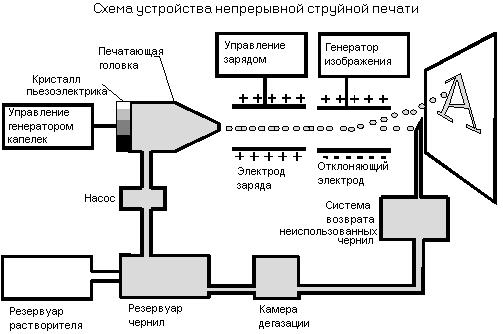 Схема устройства непрерывной струйной печати
Печатающая
головка
Управление
зарядом
Генератор
изображения
Кристалл
пьезоэлектрика
Управление
генератором
капелек
++++++
+++++
A
+++++
Электрод
заряда
Отклоняющий
электрод
Насос
Система
возврата
неиспользованных
чернил
Резервуар
растворителя
Резервуар
чернил
Камера
дегазации